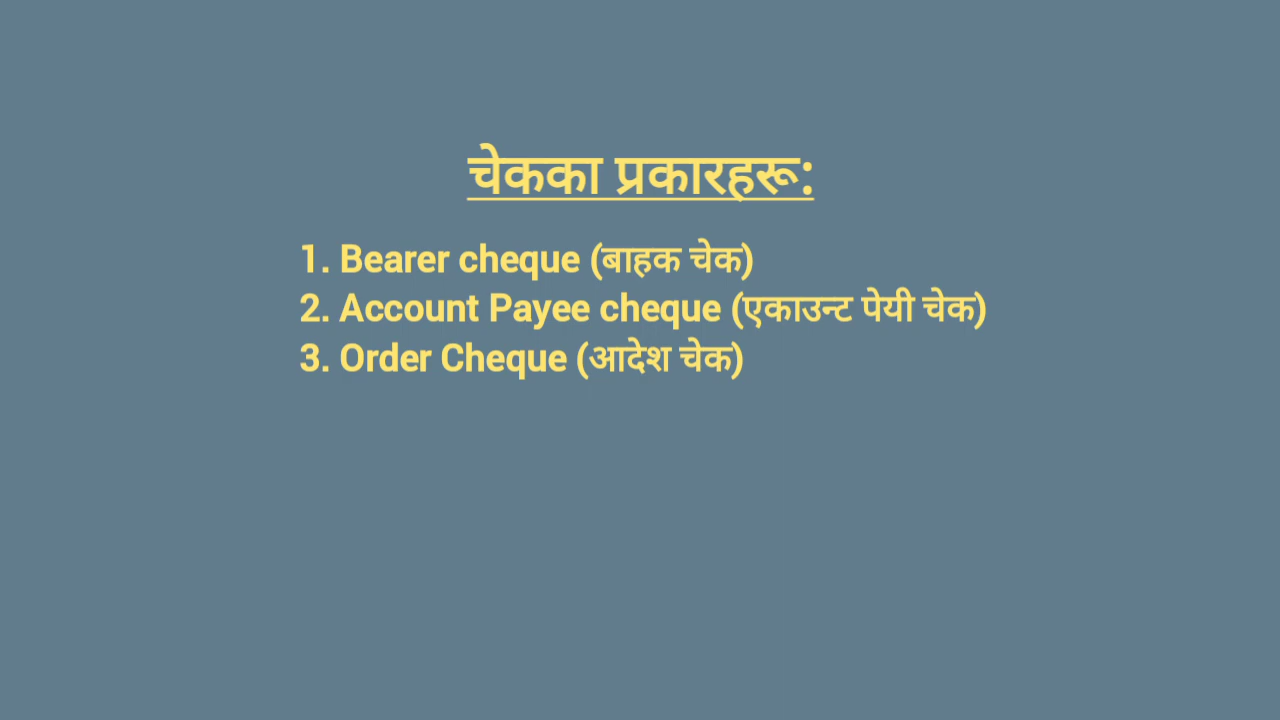 चेकका प्रकारहरू:
1. Bearer cheque (बाहक चेक)
2. Account Payee cheque (एकाउन्ट पेयी चेक)
3. Order Cheque (आदेश चेक)